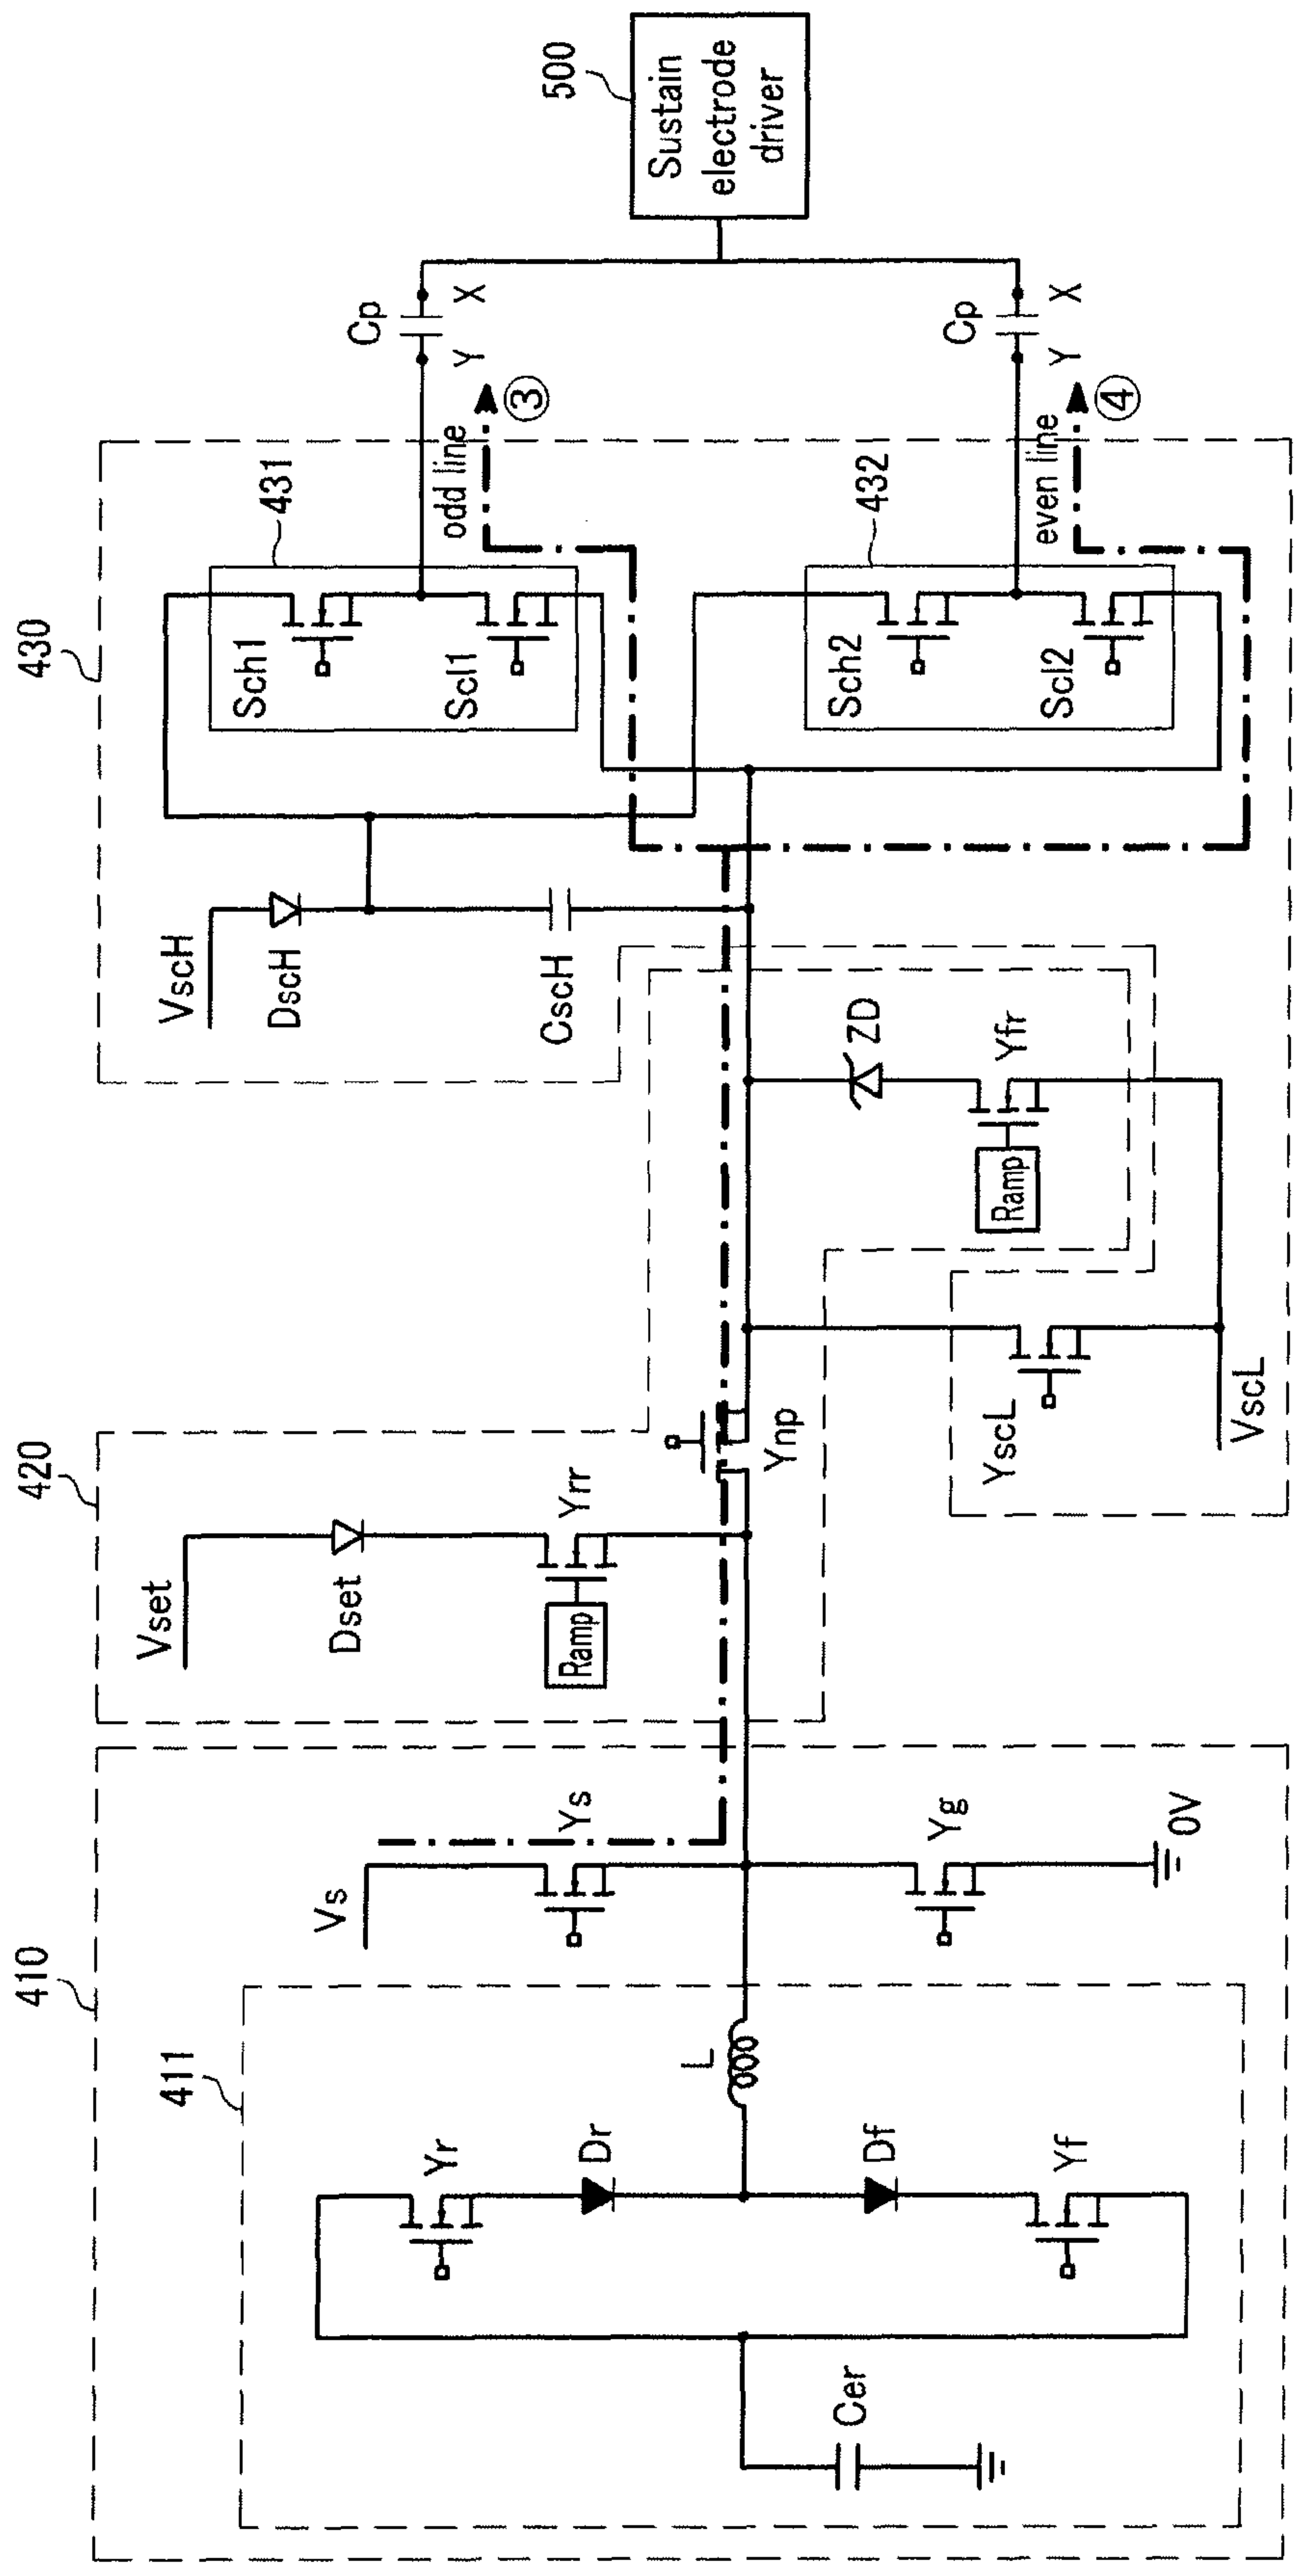 410
411
Cer
Yr
Dr
Df
Yf
L
Vs
Ys
Yg
0V
420
Vset
Dset
Ramp
Yrr
Ynp
YscL
VscL
Ramp
Yfr
ZD
430
VscH
DscH
CscH
431
Sch1
Scl1
432
Sch2
Scl2
odd line
③
even line
④
Cp
Y
X
Cp
Y
X
500
Sustain
electrode
driver